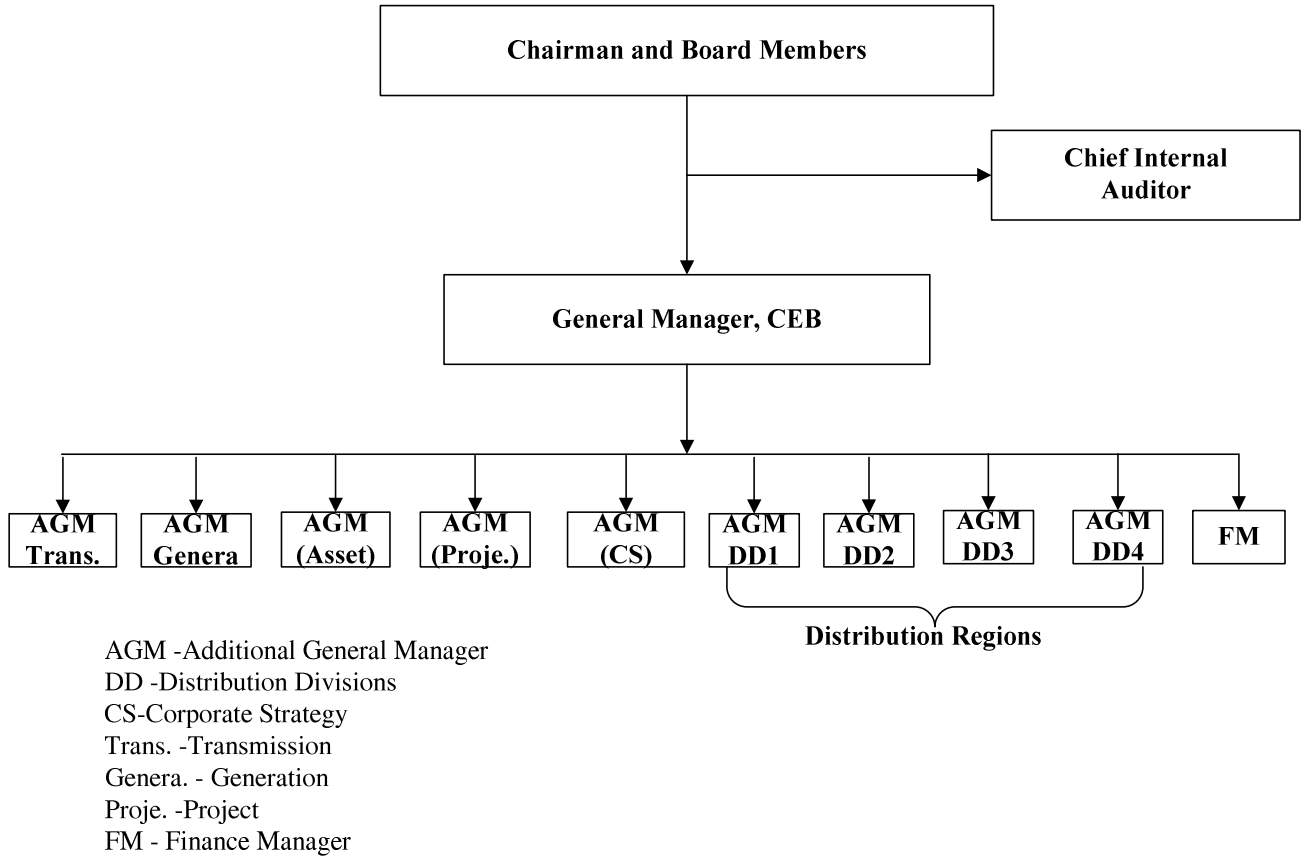 Chairman and Board Members
Chief Internal
Auditor
General Manager, CEB
AGM
Trans.
AGM
Genera
AGM
(Asset)
AGM
(Proje.)
AGM
(CS)
AGM
DD1
AGM
DD2
AGM
DD3
AGM
DD4
FM
Distribution Regions
AGM -Additional General Manager
DD -Distribution Divisions
CS-Corporate Strategy
Trans. -Transmission
Genera. - Generation
Proje. -Project
FM - Finance Manager